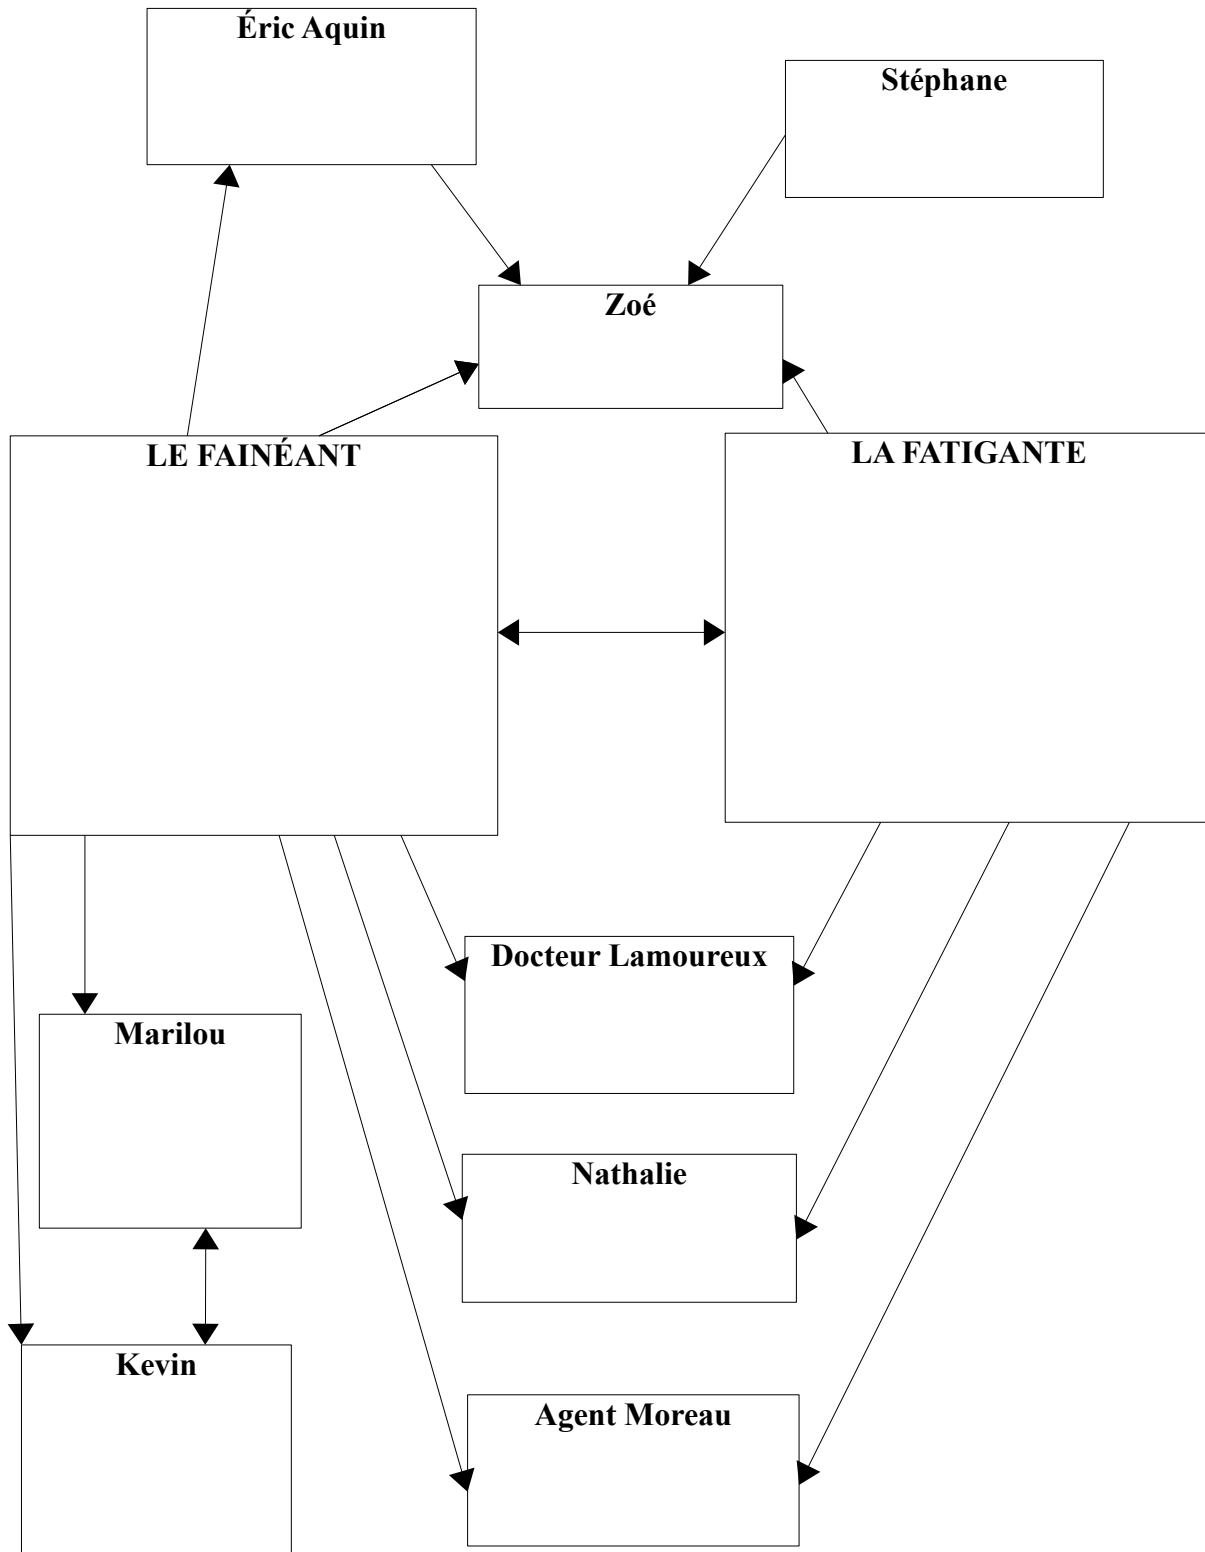 Éric Aquin
Stéphane
Zoé
LE FAINÉANT
LA FATIGANTE
Docteur Lamoureux
Marilou
Nathalie
Kevin
Agent Moreau